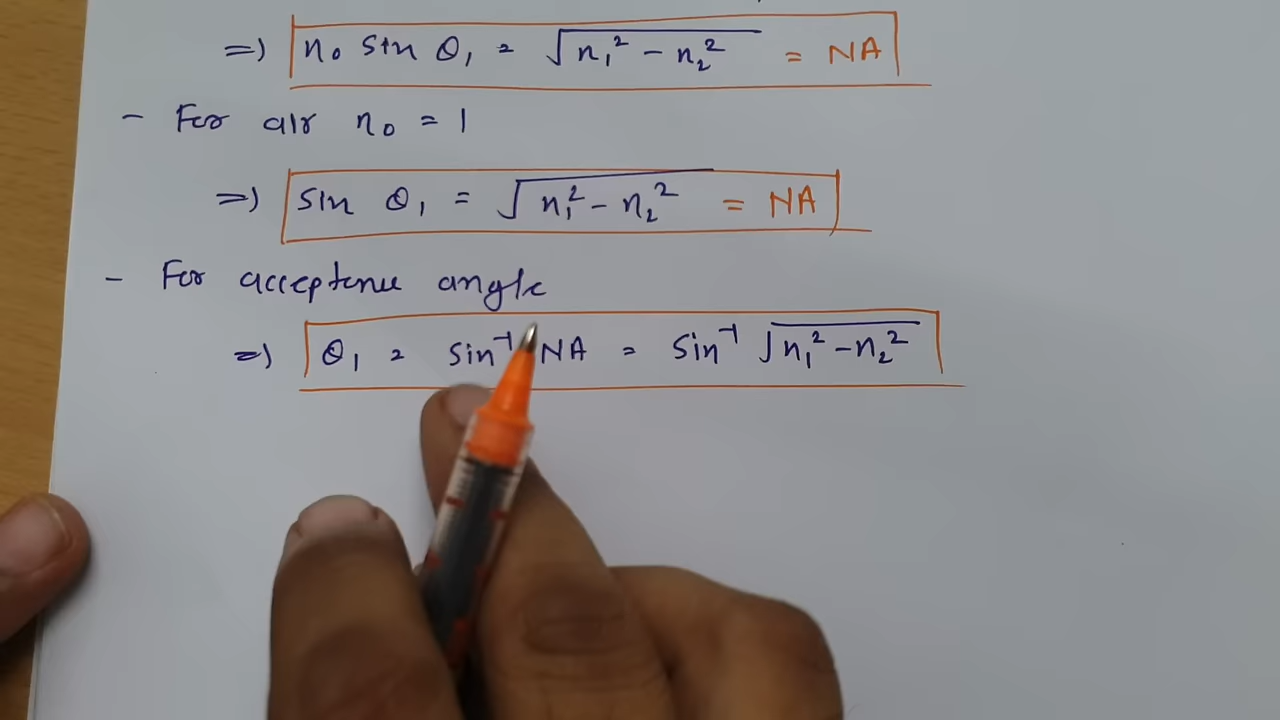 =) n₀ sin θ₁ = √n₁² - n₂² = NA
- For air n₀ = 1
=) sin θ₁ = √n₁² - n₂² = NA
- For acceptence angle
=) θ₁ = sin⁻¹ NA = sin⁻¹ √n₁² - n₂²